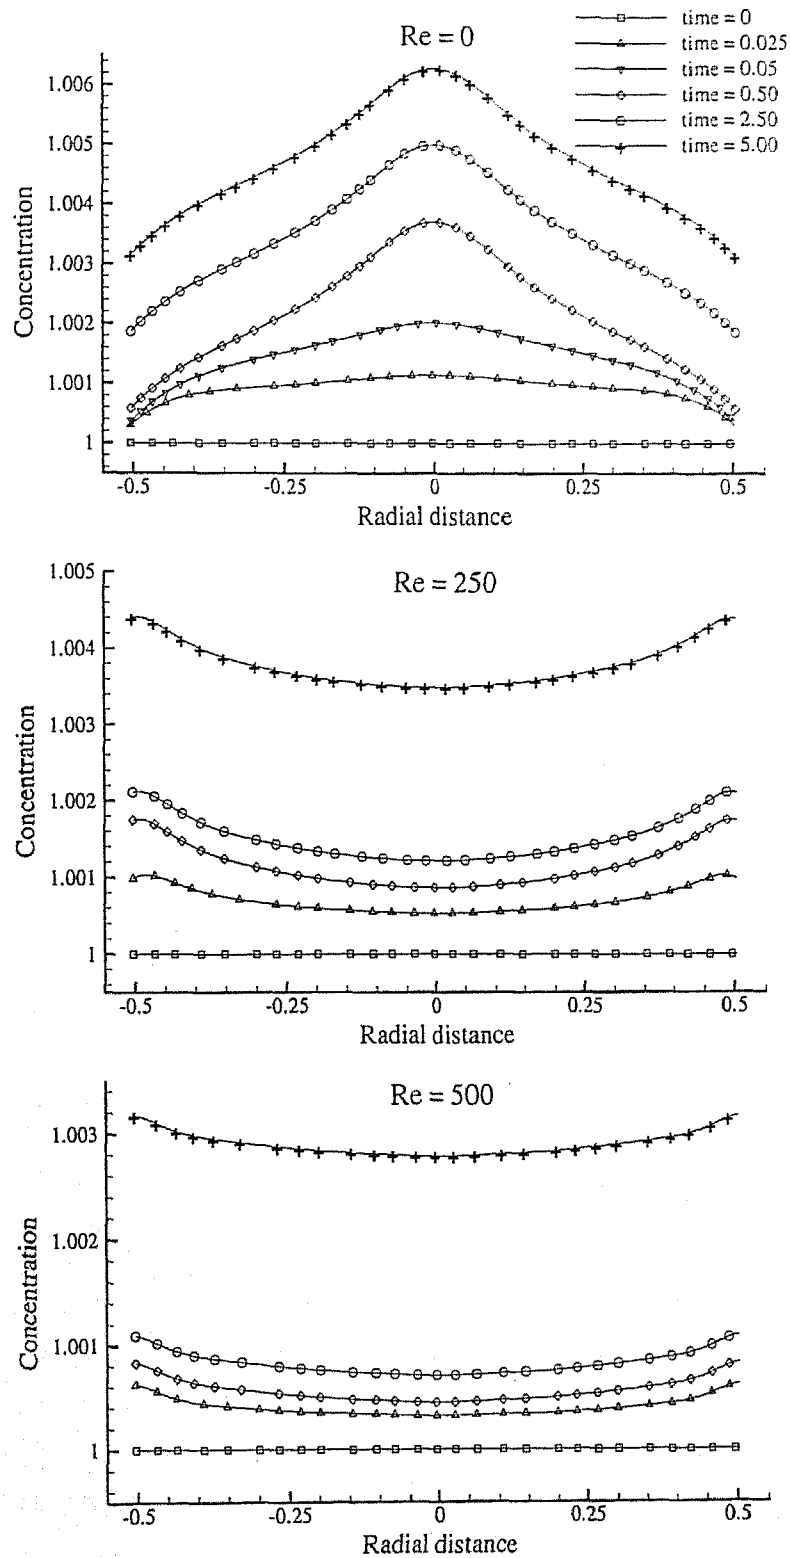 Re = 0
time = 0
time = 0.025
time = 0.05
time = 0.50
time = 2.50
time = 5.00
1.006
1.005
1.004
1.003
1.002
1.001
1
Concentration
-0.5 -0.25 0 0.25 0.5
Radial distance
Re = 250
1.005
1.004
1.003
1.002
1.001
1
Concentration
-0.5 -0.25 0 0.25 0.5
Radial distance
Re = 500
1.003
1.002
1.001
1
Concentration
-0.5 -0.25 0 0.25 0.5
Radial distance